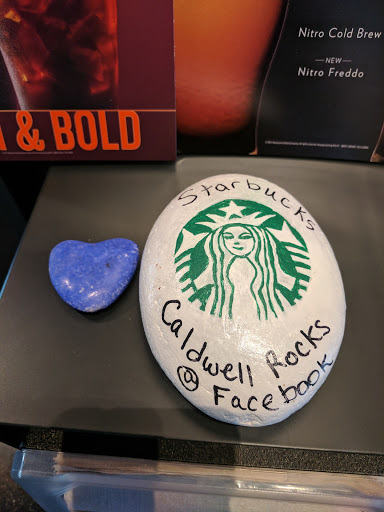 Nitro Cold Brew
NEW
Nitro Freddo
& BOLD
Starbucks
Caldwell Rocks
@ Facebook